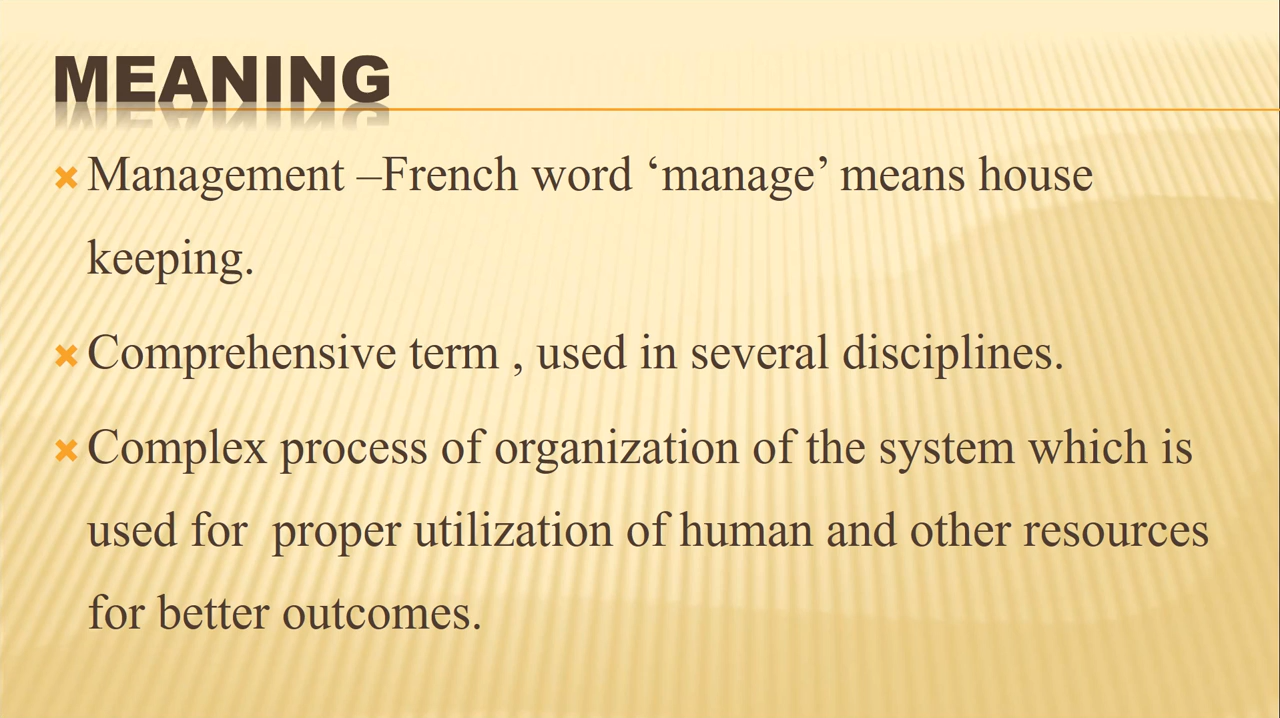 MEANING
Management –French word ‘manage’ means house
keeping.
Comprehensive term , used in several disciplines.
Complex process of organization of the system which is
used for  proper utilization of human and other resources
for better outcomes.